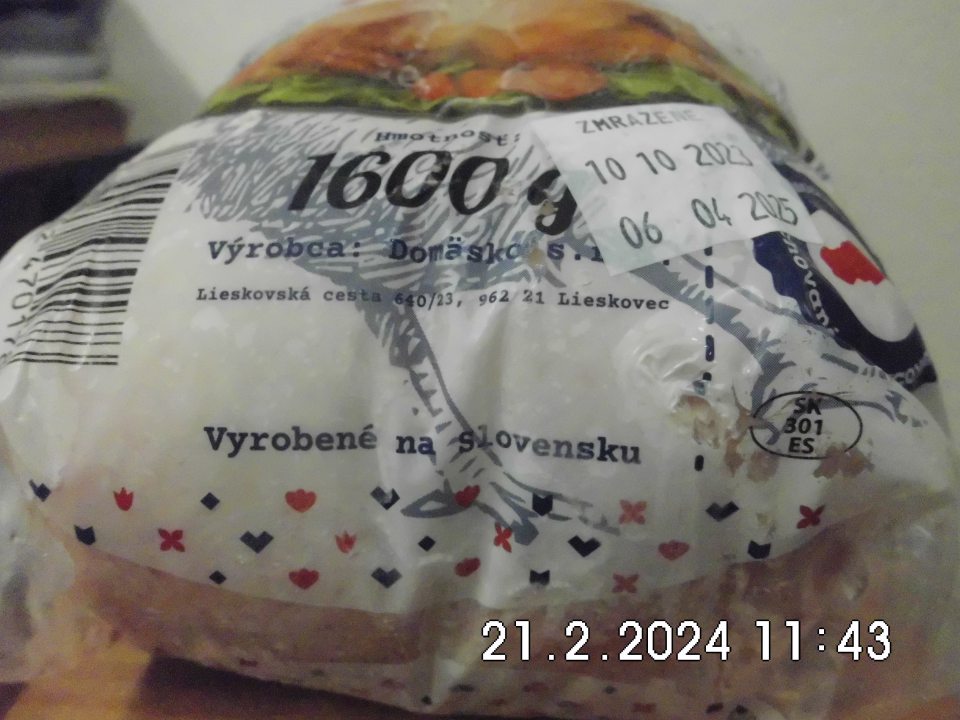 Hmotnosť:
1600 g
ZMRAZENÉ
10 10 2023
06 04 2025
Výrobca: Domäsko s.r.
Lieskovská cesta 640/23, 962 21 Lieskovec
SK
301
ES
Vyrobené na slovensku
21.2.2024 11:43